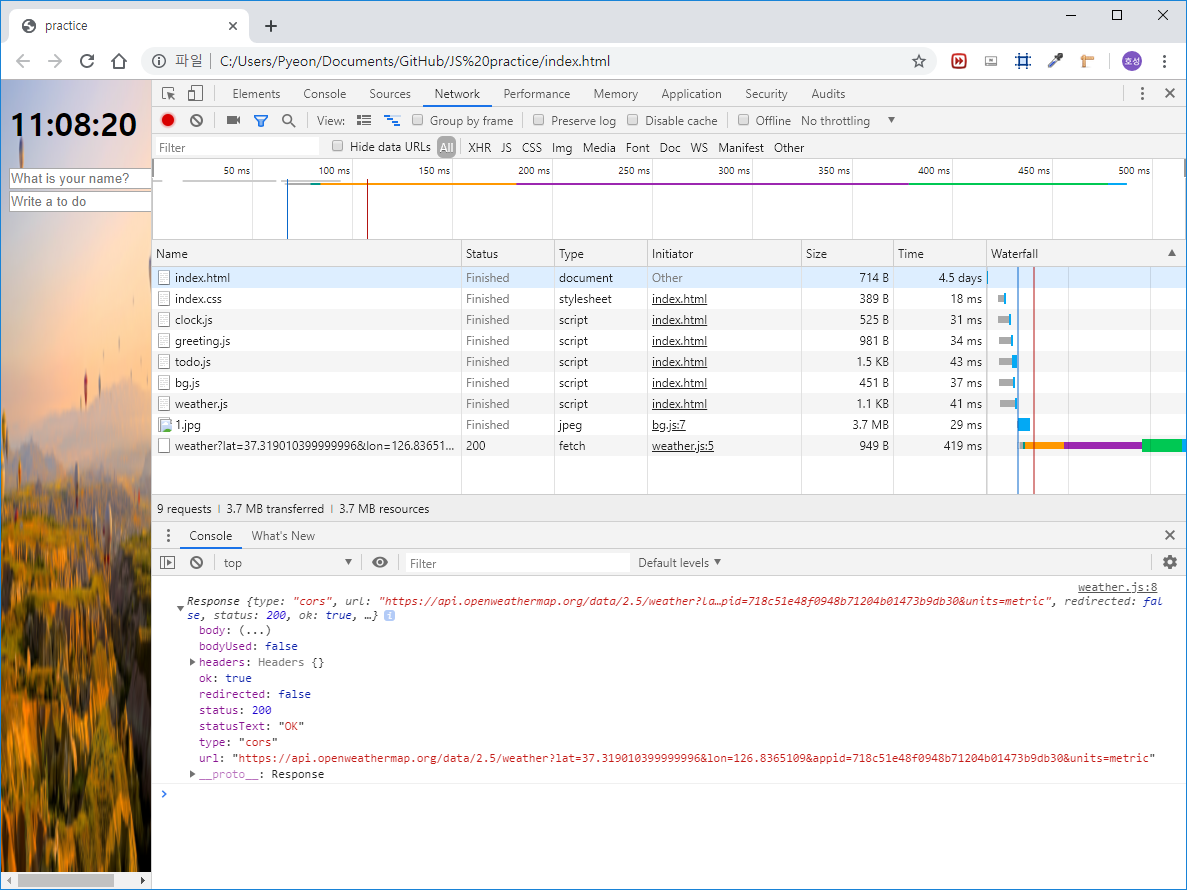 practice
파일 C:/Users/Pyeon/Documents/GitHub/JS%20practice/index.html
호성
11:08:20
What is your name?
Write a to do
Elements Console Sources Network Performance Memory Application Security Audits
View: Group by frame Preserve log Disable cache Offline No throttling ▼
Filter Hide data URLs All XHR JS CSS Img Media Font Doc WS Manifest Other
50 ms 100 ms 150 ms 200 ms 250 ms 300 ms 350 ms 400 ms 450 ms 500 ms
Name Status Type Initiator Size Time Waterfall ▲
index.html Finished document Other 714 B 4.5 days
index.css Finished stylesheet index.html 389 B 18 ms
clock.js Finished script index.html 525 B 31 ms
greeting.js Finished script index.html 981 B 34 ms
todo.js Finished script index.html 1.5 KB 43 ms
bg.js Finished script index.html 451 B 37 ms
weather.js Finished script index.html 1.1 KB 41 ms
1.jpg Finished jpeg bg.js:7 3.7 MB 29 ms
weather?lat=37.319010399999996&lon=126.83651... 200 fetch weather.js:5 949 B 419 ms
9 requests 3.7 MB transferred 3.7 MB resources
Console What's New
top ▼ Filter Default levels ▼
weather.js:8
Response {type: "cors", url: "https://api.openweathermap.org/data/2.5/weather?la…pid=718c51e48f0948b71204b01473b9db30&units=metric", redirected: fal
se, status: 200, ok: true, …}
body: (...)
bodyUsed: false
headers: Headers {}
ok: true
redirected: false
status: 200
statusText: "OK"
type: "cors"
url: "https://api.openweathermap.org/data/2.5/weather?lat=37.319010399999996&lon=126.8365109&appid=718c51e48f0948b71204b01473b9db30&units=metric"
__proto__: Response